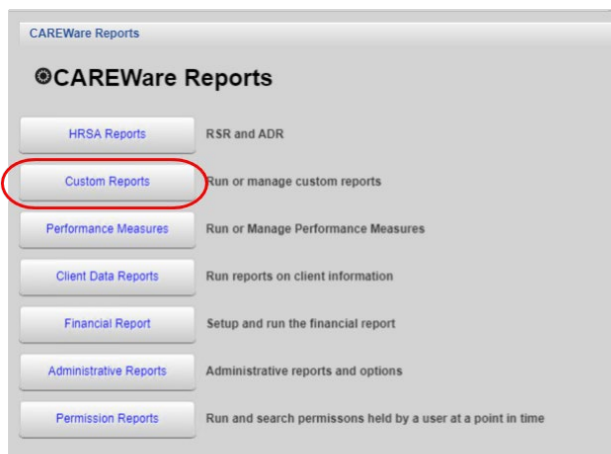 CAREWare Reports
CAREWare Reports
HRSA Reports RSR and ADR
Custom Reports Run or manage custom reports
Performance Measures Run or Manage Performance Measures
Client Data Reports Run reports on client information
Financial Report Setup and run the financial report
Administrative Reports Administrative reports and options
Permission Reports Run and search permissons held by a user at a point in time